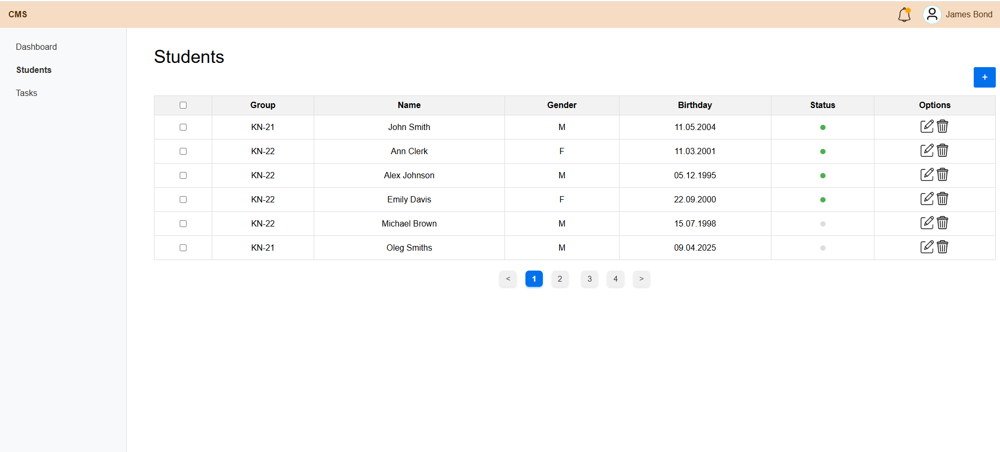 CMS James Bond
Dashboard
Students
Tasks
Students
+
Group Name Gender Birthday Status Options
KN-21 John Smith M 11.05.2004
KN-22 Ann Clerk F 11.03.2001
KN-22 Alex Johnson M 05.12.1995
KN-22 Emily Davis F 22.09.2000
KN-22 Michael Brown M 15.07.1998
KN-21 Oleg Smiths M 09.04.2025
< 1 2 3 4 >